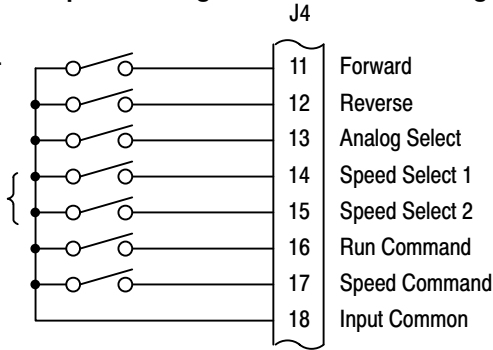 J4
11 Forward
12 Reverse
13 Analog Select
14 Speed Select 1
15 Speed Select 2
16 Run Command
17 Speed Command
18 Input Common